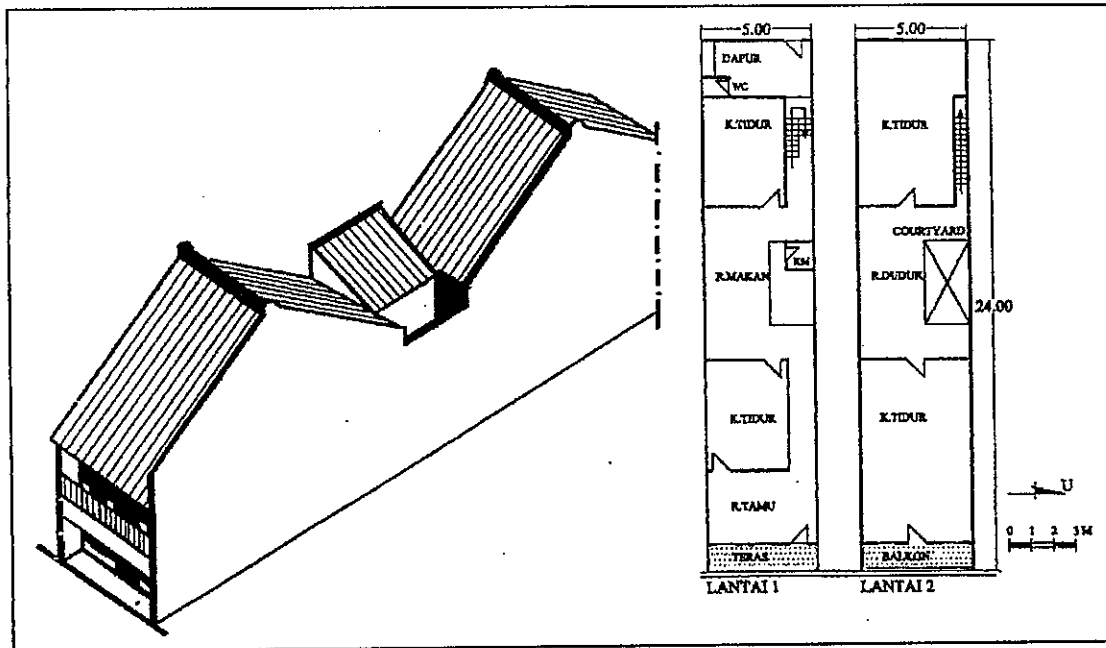 5.00
DAPUR
WC
K.TIDUR
R.MAKAN
KM
K.TIDUR
R.TAMU
TERAS
LANTAI 1
5.00
K.TIDUR
COURTYARD
R.DUDUK
24.00
K.TIDUR
BALKON
LANTAI 2
U
0 1 2 3 M